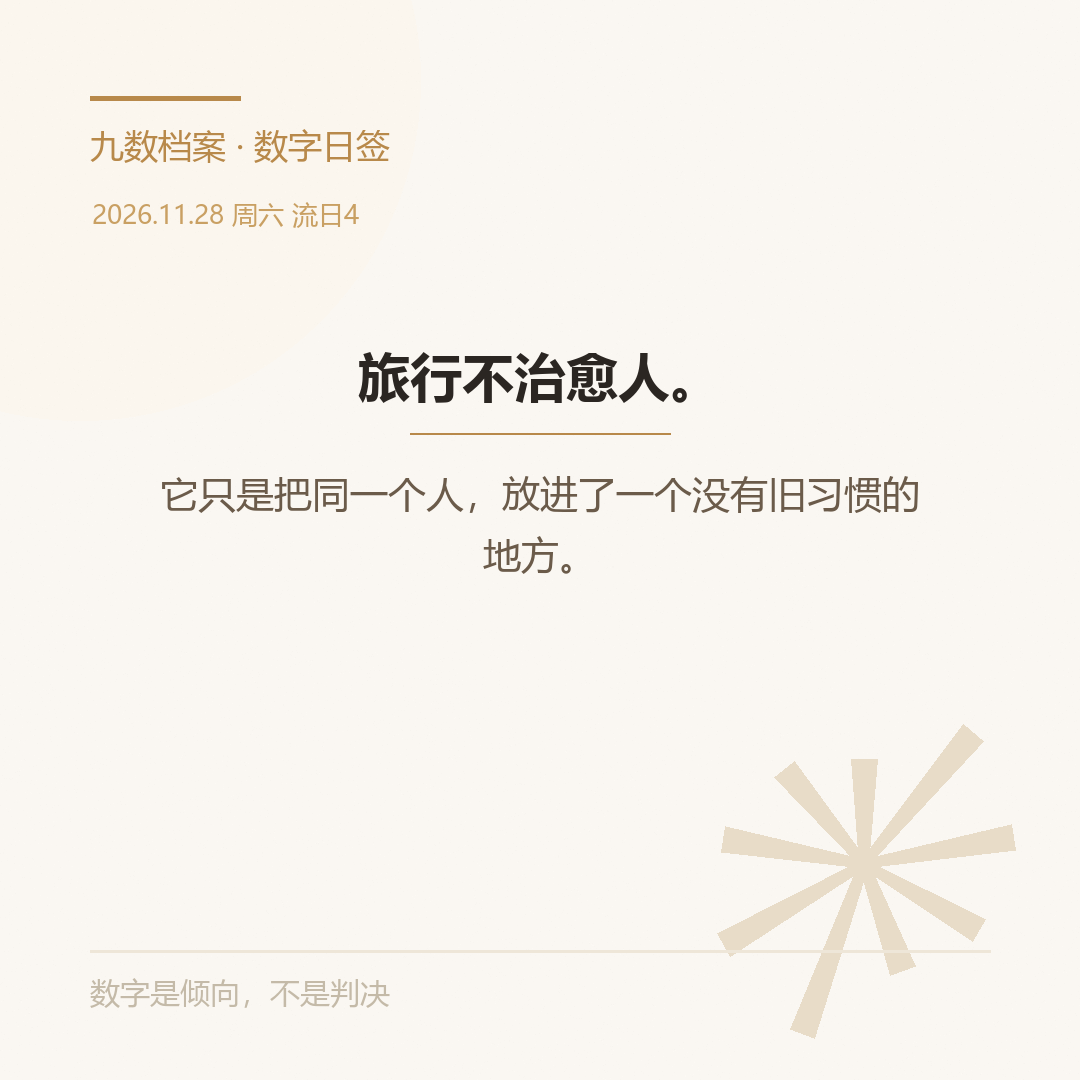 九数档案 · 数字日签
2026.11.28 周六 流日4
旅行不治愈人。
它只是把同一个人，放进了一个没有旧习惯的
地方。
数字是倾向，不是判决